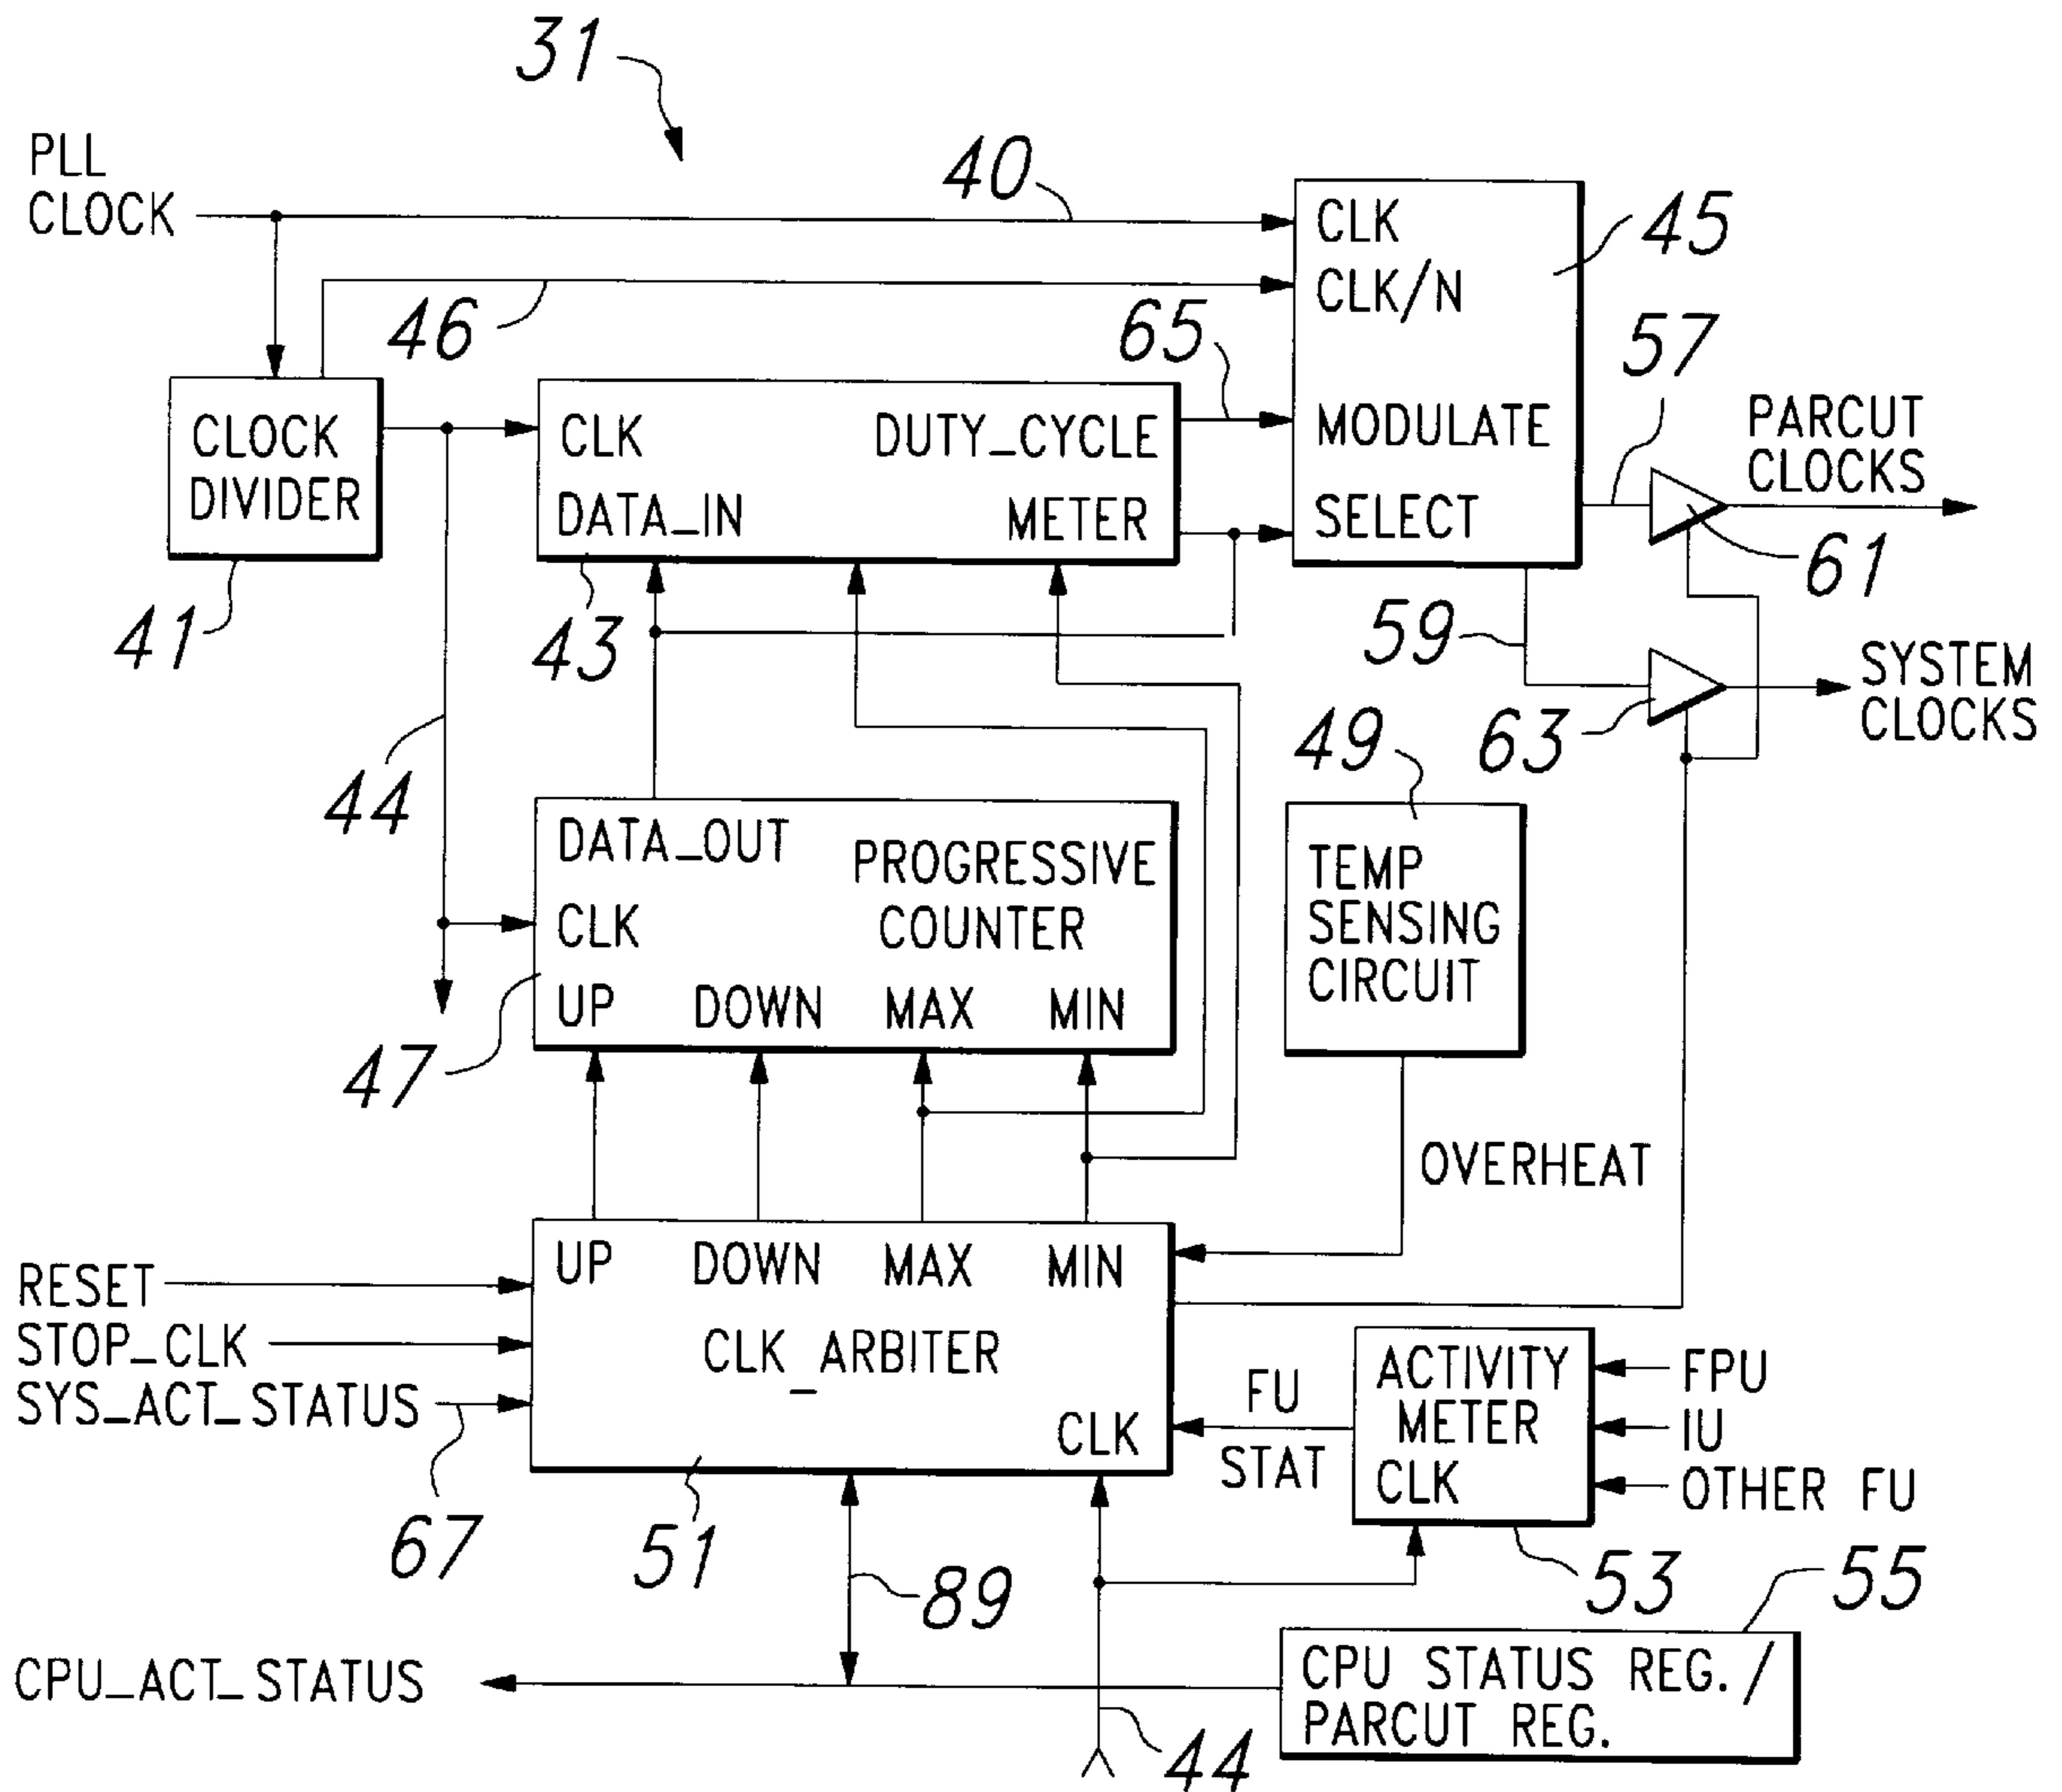 31
PLL
CLOCK
40
CLK
45
CLK/N
46
65
57
CLOCK
DIVIDER
CLK
DUTY_CYCLE
DATA_IN
METER
MODULATE
SELECT
PARCUT
CLOCKS
41
43
59
61
SYSTEM
CLOCKS
63
44
49
DATA_OUT
PROGRESSIVE
COUNTER
CLK
UP
DOWN
MAX
MIN
TEMP
SENSING
CIRCUIT
47
OVERHEAT
UP
DOWN
MAX
MIN
RESET
STOP_CLK
SYS_ACT_STATUS
CLK_ARBITER
CLK
FU
STAT
ACTIVITY
METER
CLK
FPU
IU
OTHER FU
67
51
89
53
55
CPU_ACT_STATUS
CPU STATUS REG./
PARCUT REG.
44